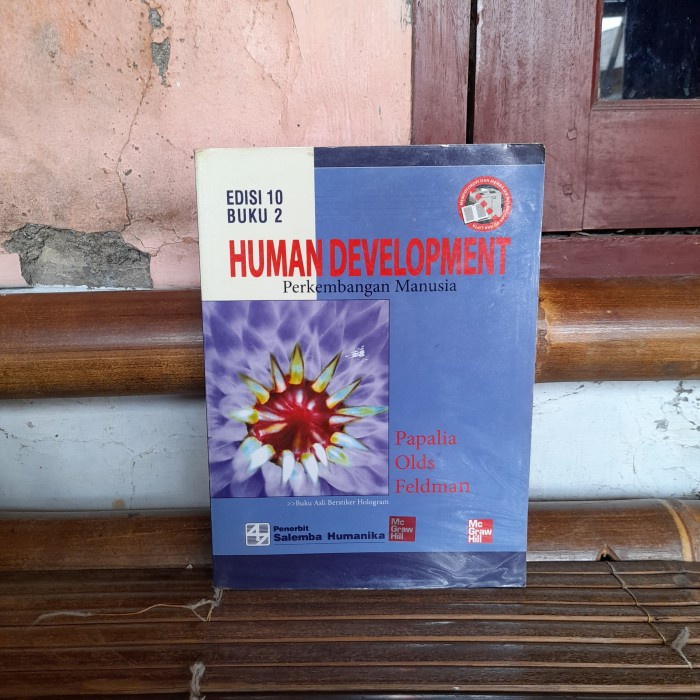 EDISI 10
BUKU 2
HUMAN DEVELOPMENT
Perkembangan Manusia
Papalia
Olds
Feldman
>>Buku Asli Berstiker Hologram
Penerbit
Salemba Humanika
Mc
Graw
Hill
Mc
Graw
Hill